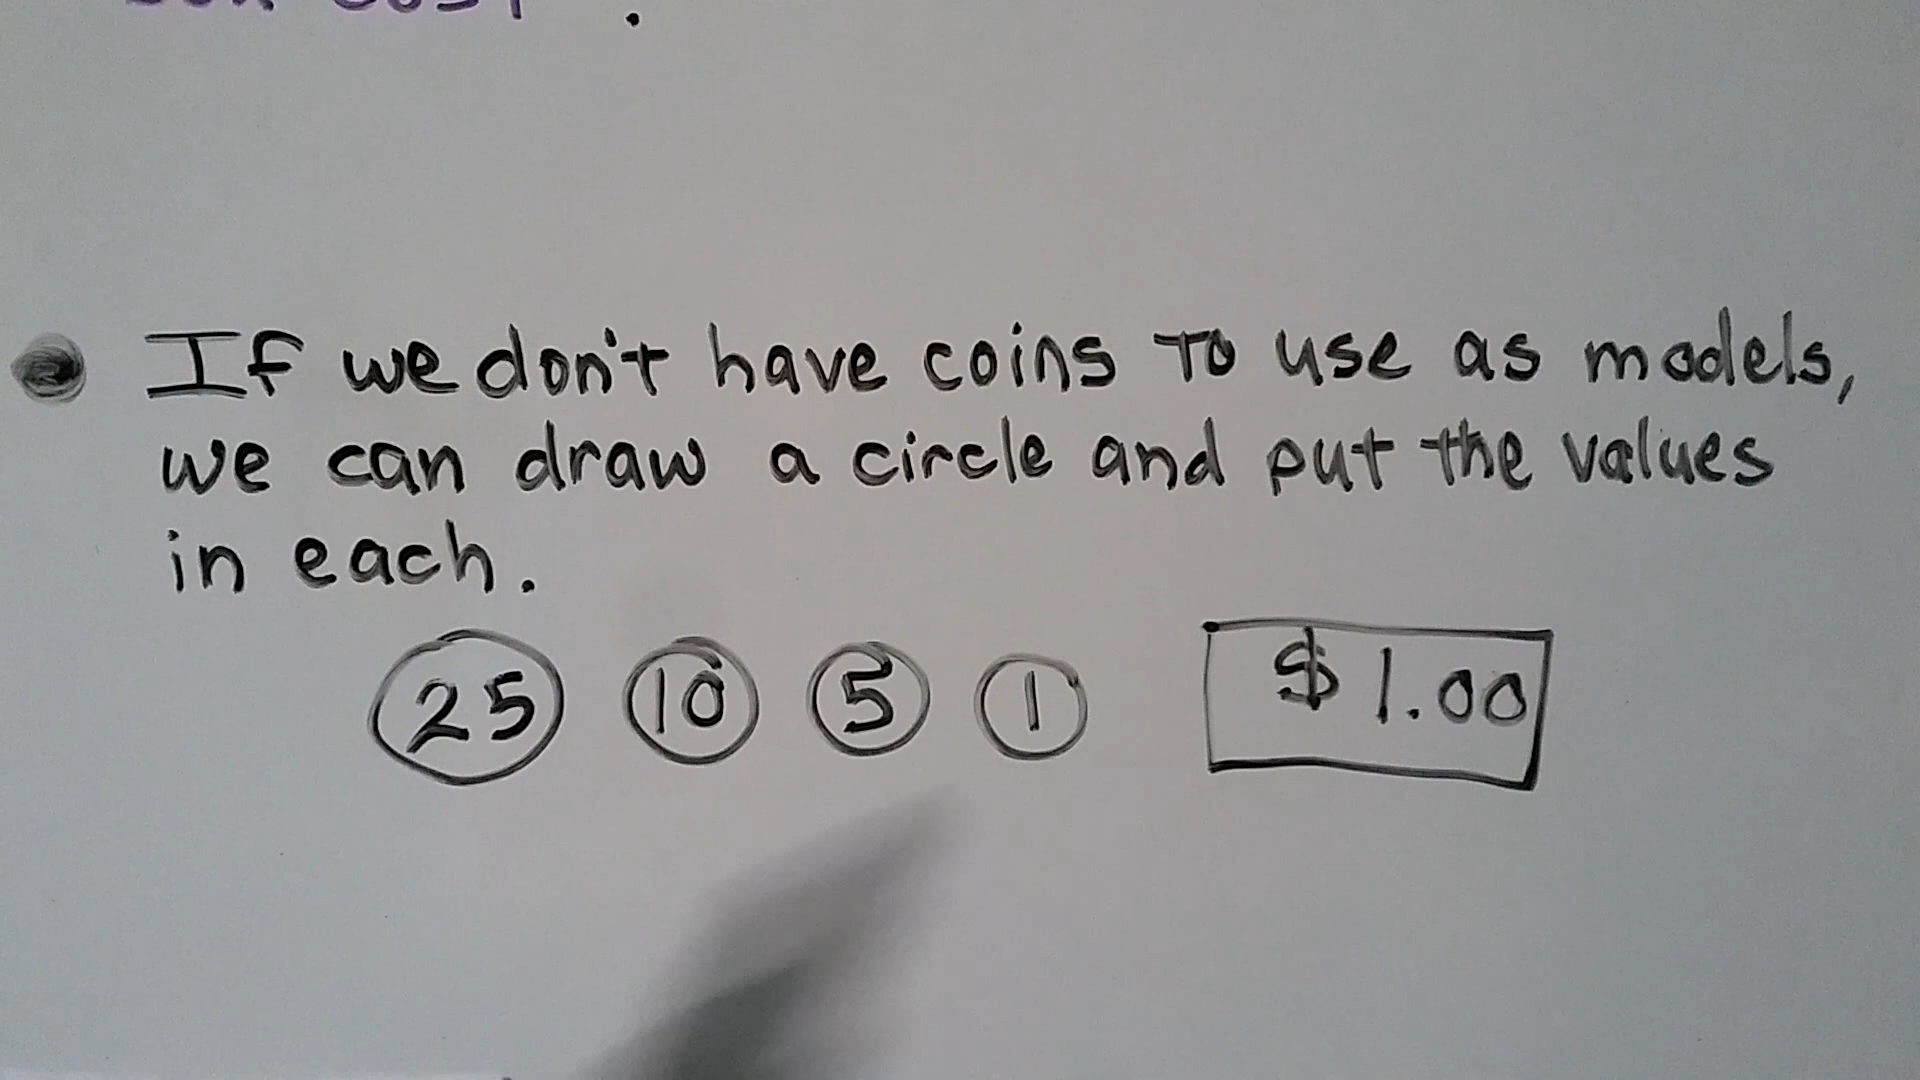 If we don't have coins to use as models,
we can draw a circle and put the values
in each.
25 10 5 1 $1.00